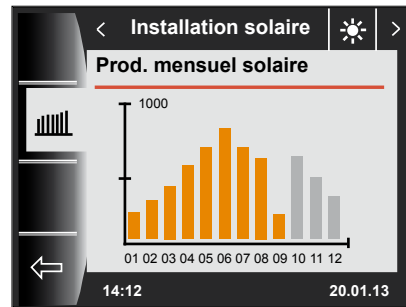 < Installation solaire >
Prod. mensuel solaire
1000
01 02 03 04 05 06 07 08 09 10 11 12
14:12 20.01.13